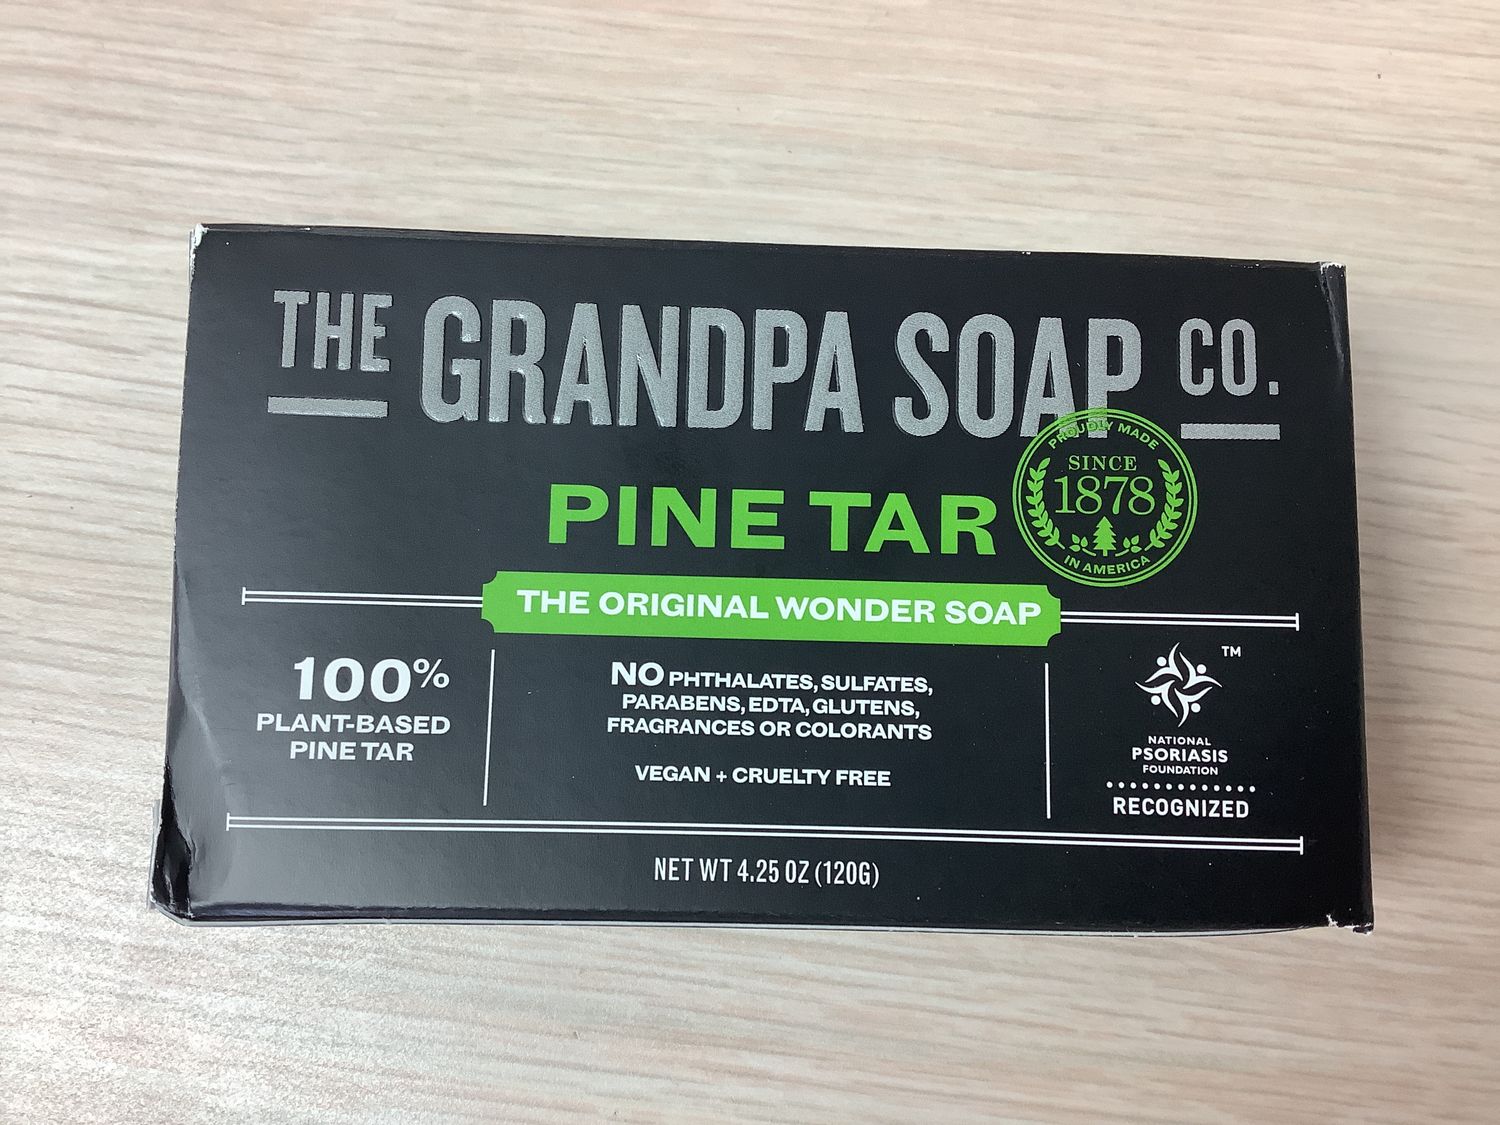 THE GRANDPA SOAP CO.
PROUDLY MADE
SINCE
1878
IN AMERICA
PINE TAR
THE ORIGINAL WONDER SOAP
100%
PLANT-BASED
PINE TAR
NO PHTHALATES, SULFATES,
PARABENS, EDTA, GLUTENS,
FRAGRANCES OR COLORANTS
VEGAN + CRUELTY FREE
TM
NATIONAL
PSORIASIS
FOUNDATION
RECOGNIZED
NET WT 4.25 OZ (120G)